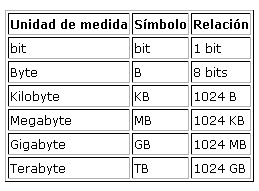 Unidad de medida Símbolo Relación
bit bit 1 bit
Byte B 8 bits
Kilobyte KB 1024 B
Megabyte MB 1024 KB
Gigabyte GB 1024 MB
Terabyte TB 1024 GB